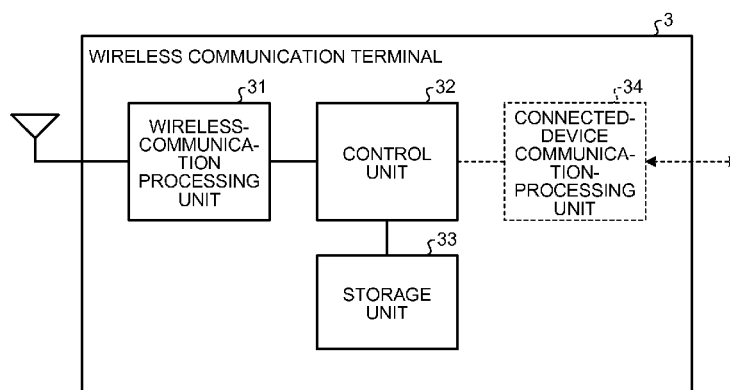 3
WIRELESS COMMUNICATION TERMINAL
31
WIRELESS-
COMMUNICA-
TION
PROCESSING
UNIT
32
CONTROL
UNIT
34
CONNECTED-
DEVICE
COMMUNICA-
TION-
PROCESSING
UNIT
33
STORAGE
UNIT